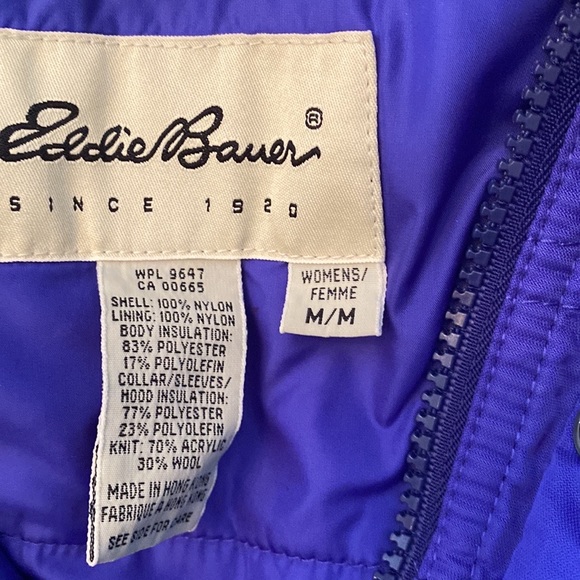 Eddie Bauer ®
SINCE 1920
WPL 9647
CA 00665
SHELL: 100% NYLON
LINING: 100% NYLON
BODY INSULATION:
83% POLYESTER
17% POLYOLEFIN
COLLAR/SLEEVES/
HOOD INSULATION:
77% POLYESTER
23% POLYOLEFIN
KNIT: 70% ACRYLIC
30% WOOL
MADE IN HONG KONG
FABRIQUE A HONG KONG
SEE SIDE FOR CARE
WOMENS/
FEMME
M/M